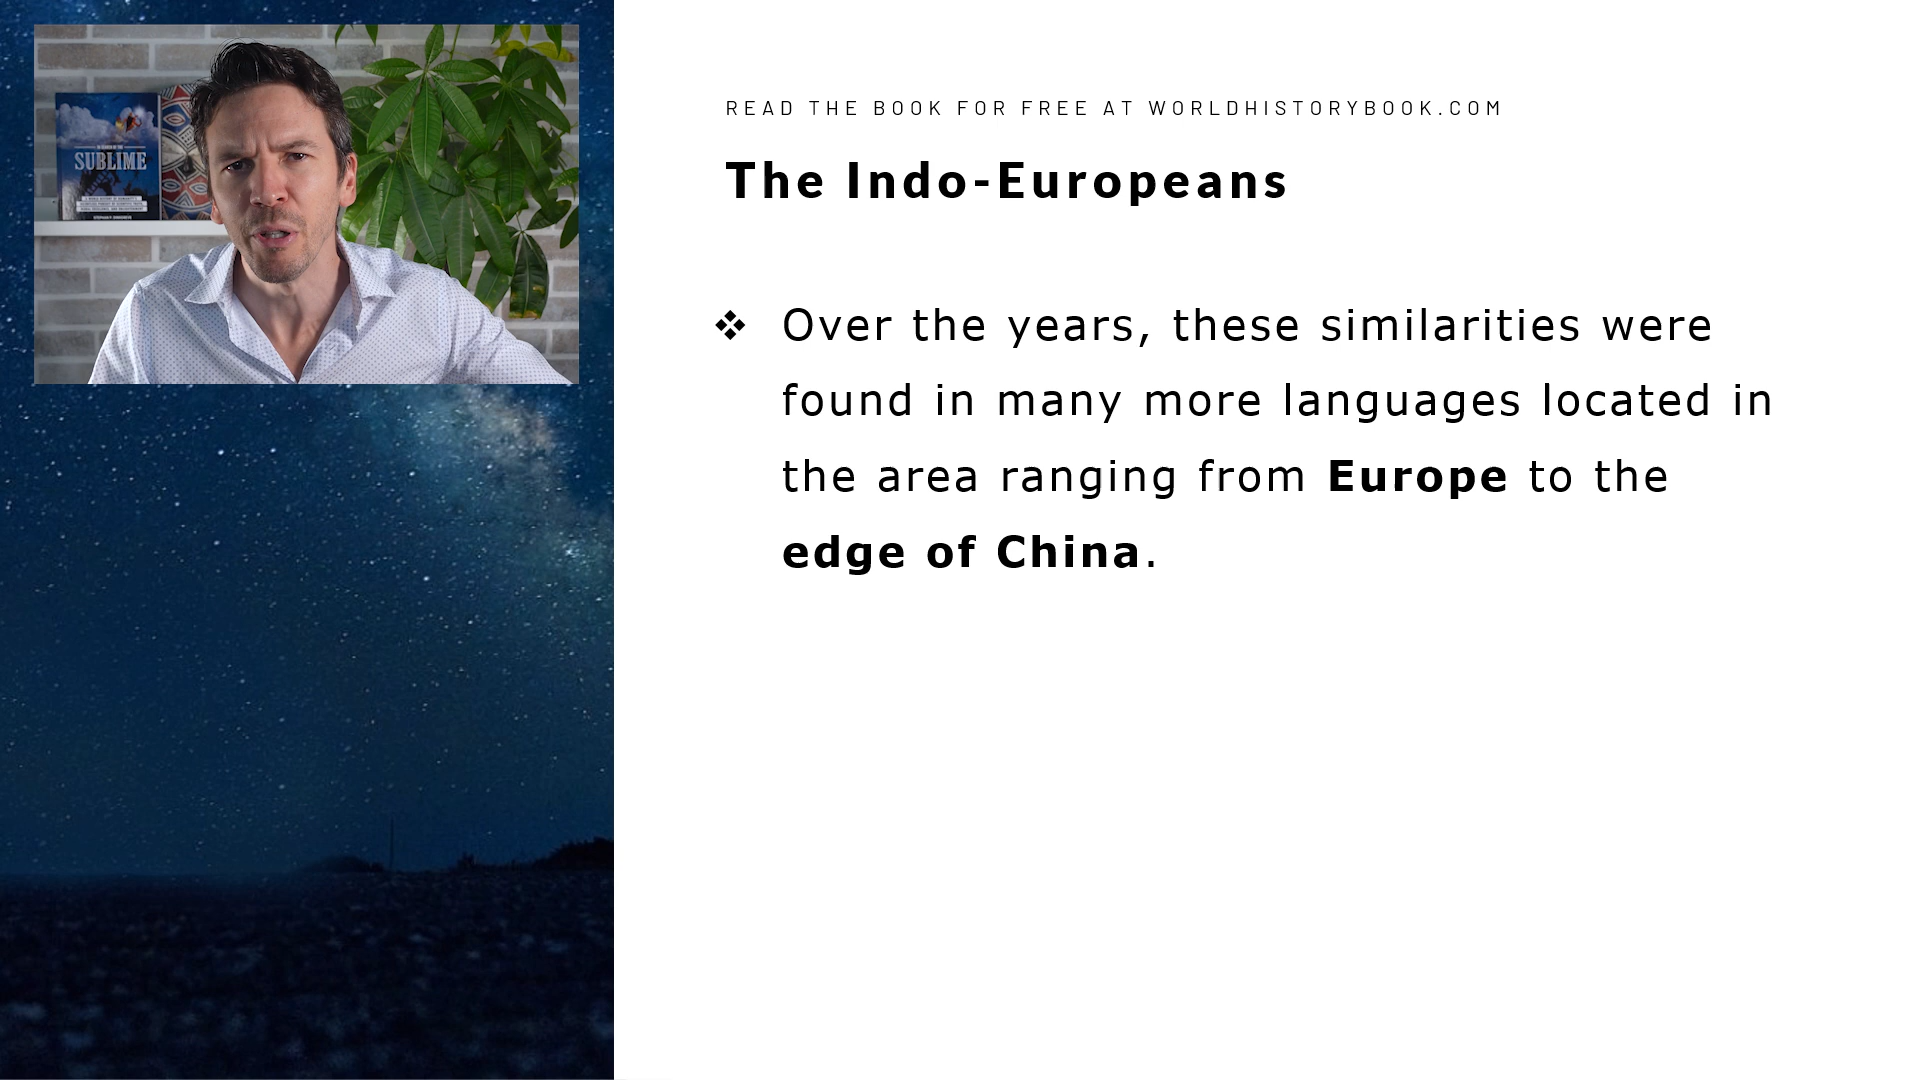 SUBLIME
READ THE BOOK FOR FREE AT WORLDHISTORYBOOK.COM
The Indo-Europeans
❖ Over the years, these similarities were
found in many more languages located in
the area ranging from Europe to the
edge of China.